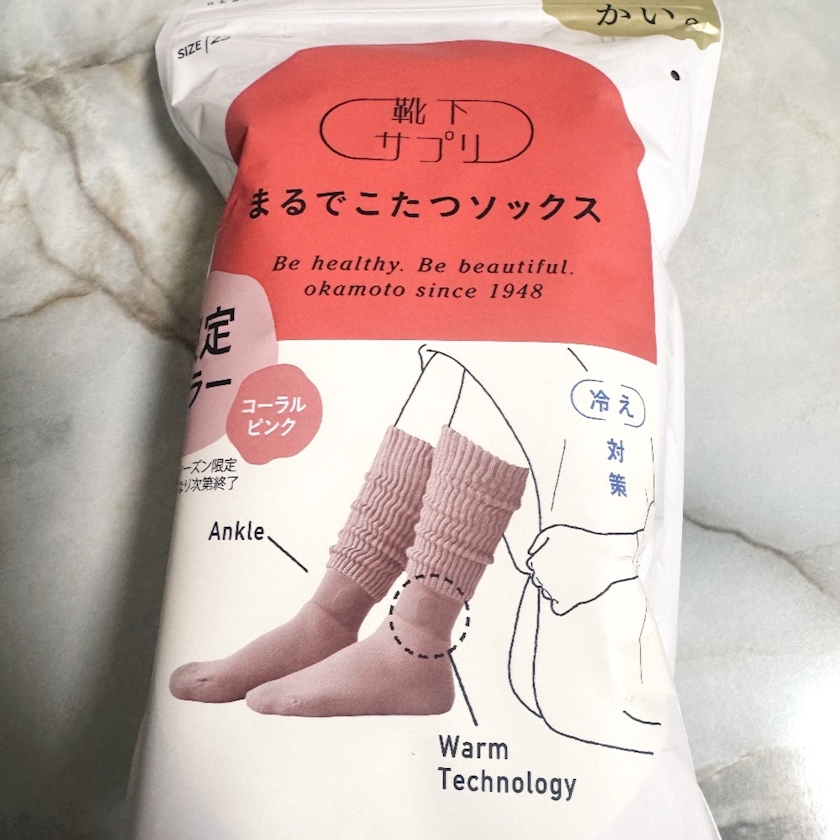 かい。
SIZE
靴下
サプリ
まるでこたつソックス
Be healthy. Be beautiful.
okamoto since 1948
定
ラー
コーラル
ピンク
ーズン限定
次第終了
冷え
対
策
Ankle
Warm
Technology